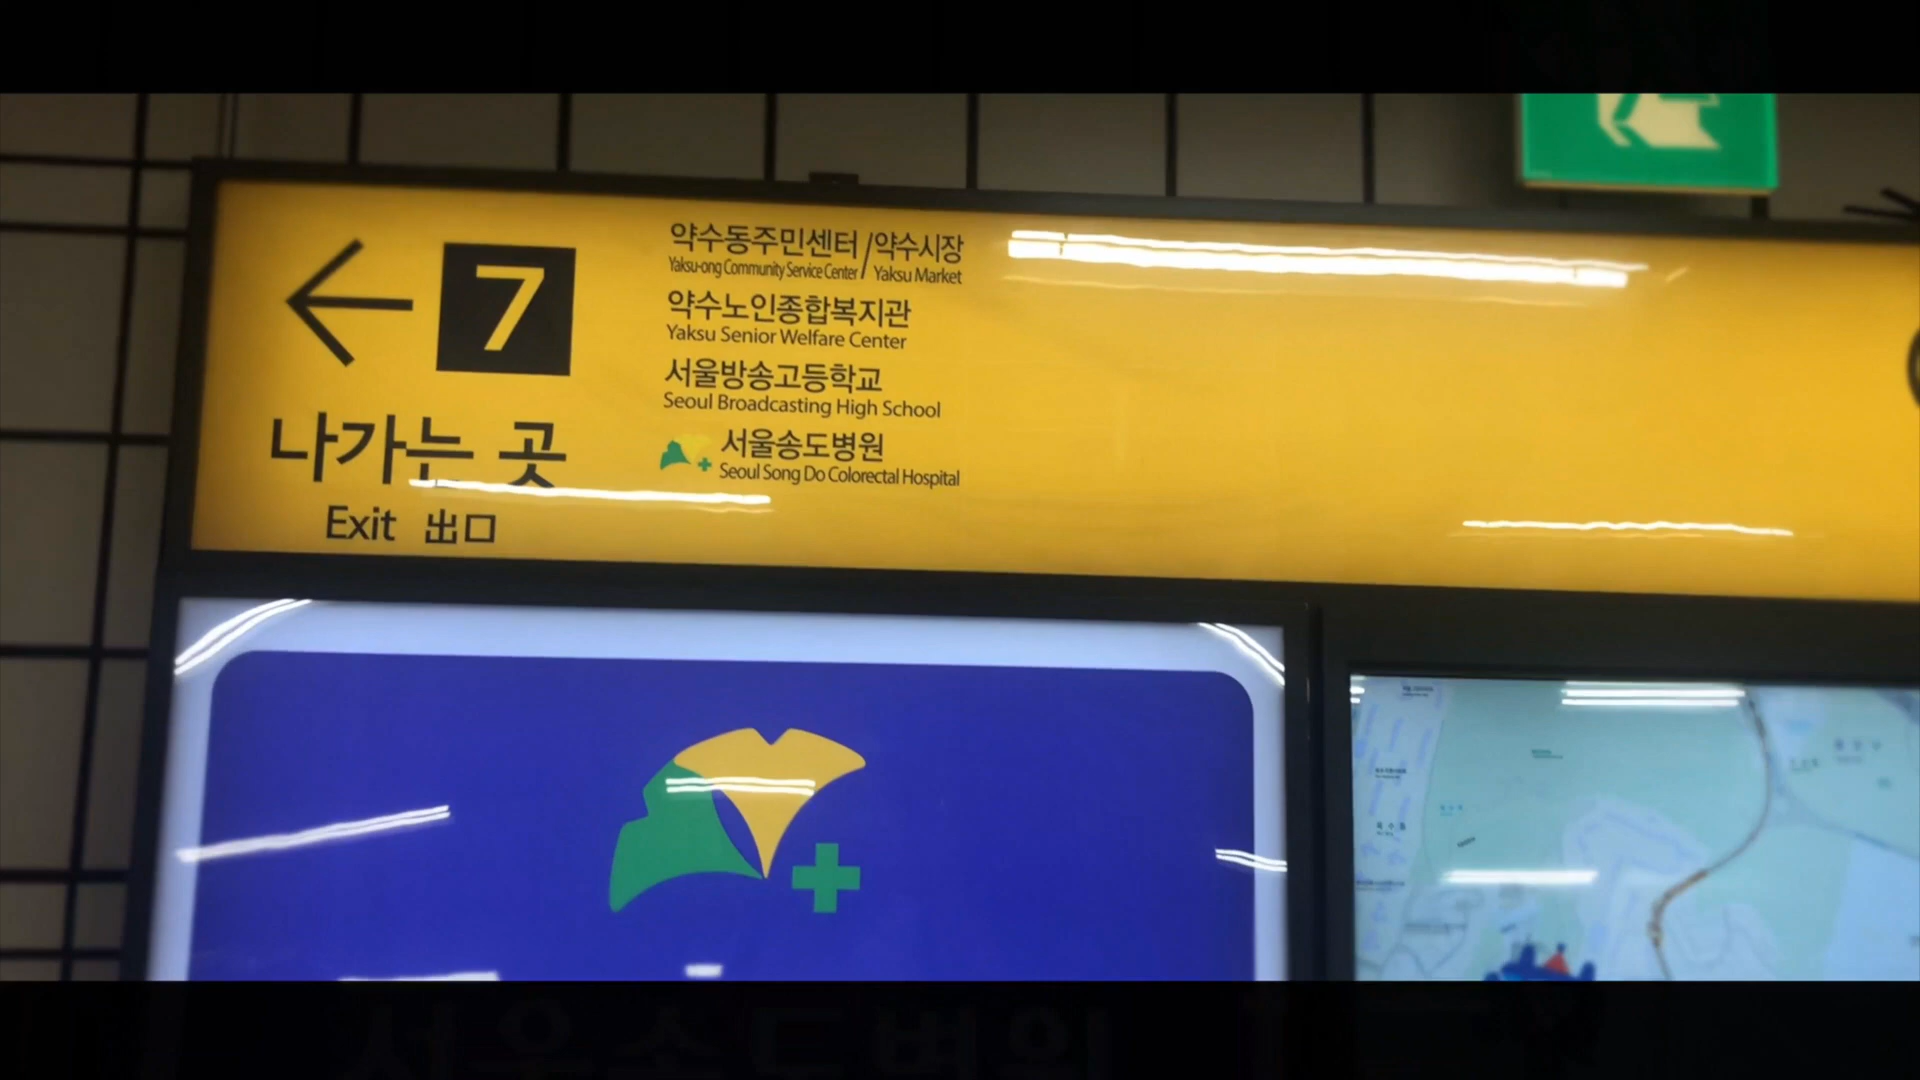 7
나가는 곳
Exit 出口
약수동주민센터/약수시장
Yaksu-ong Community Service Center/Yaksu Market
약수노인종합복지관
Yaksu Senior Welfare Center
서울방송고등학교
Seoul Broadcasting High School
서울송도병원
Seoul Song Do Colorectal Hospital